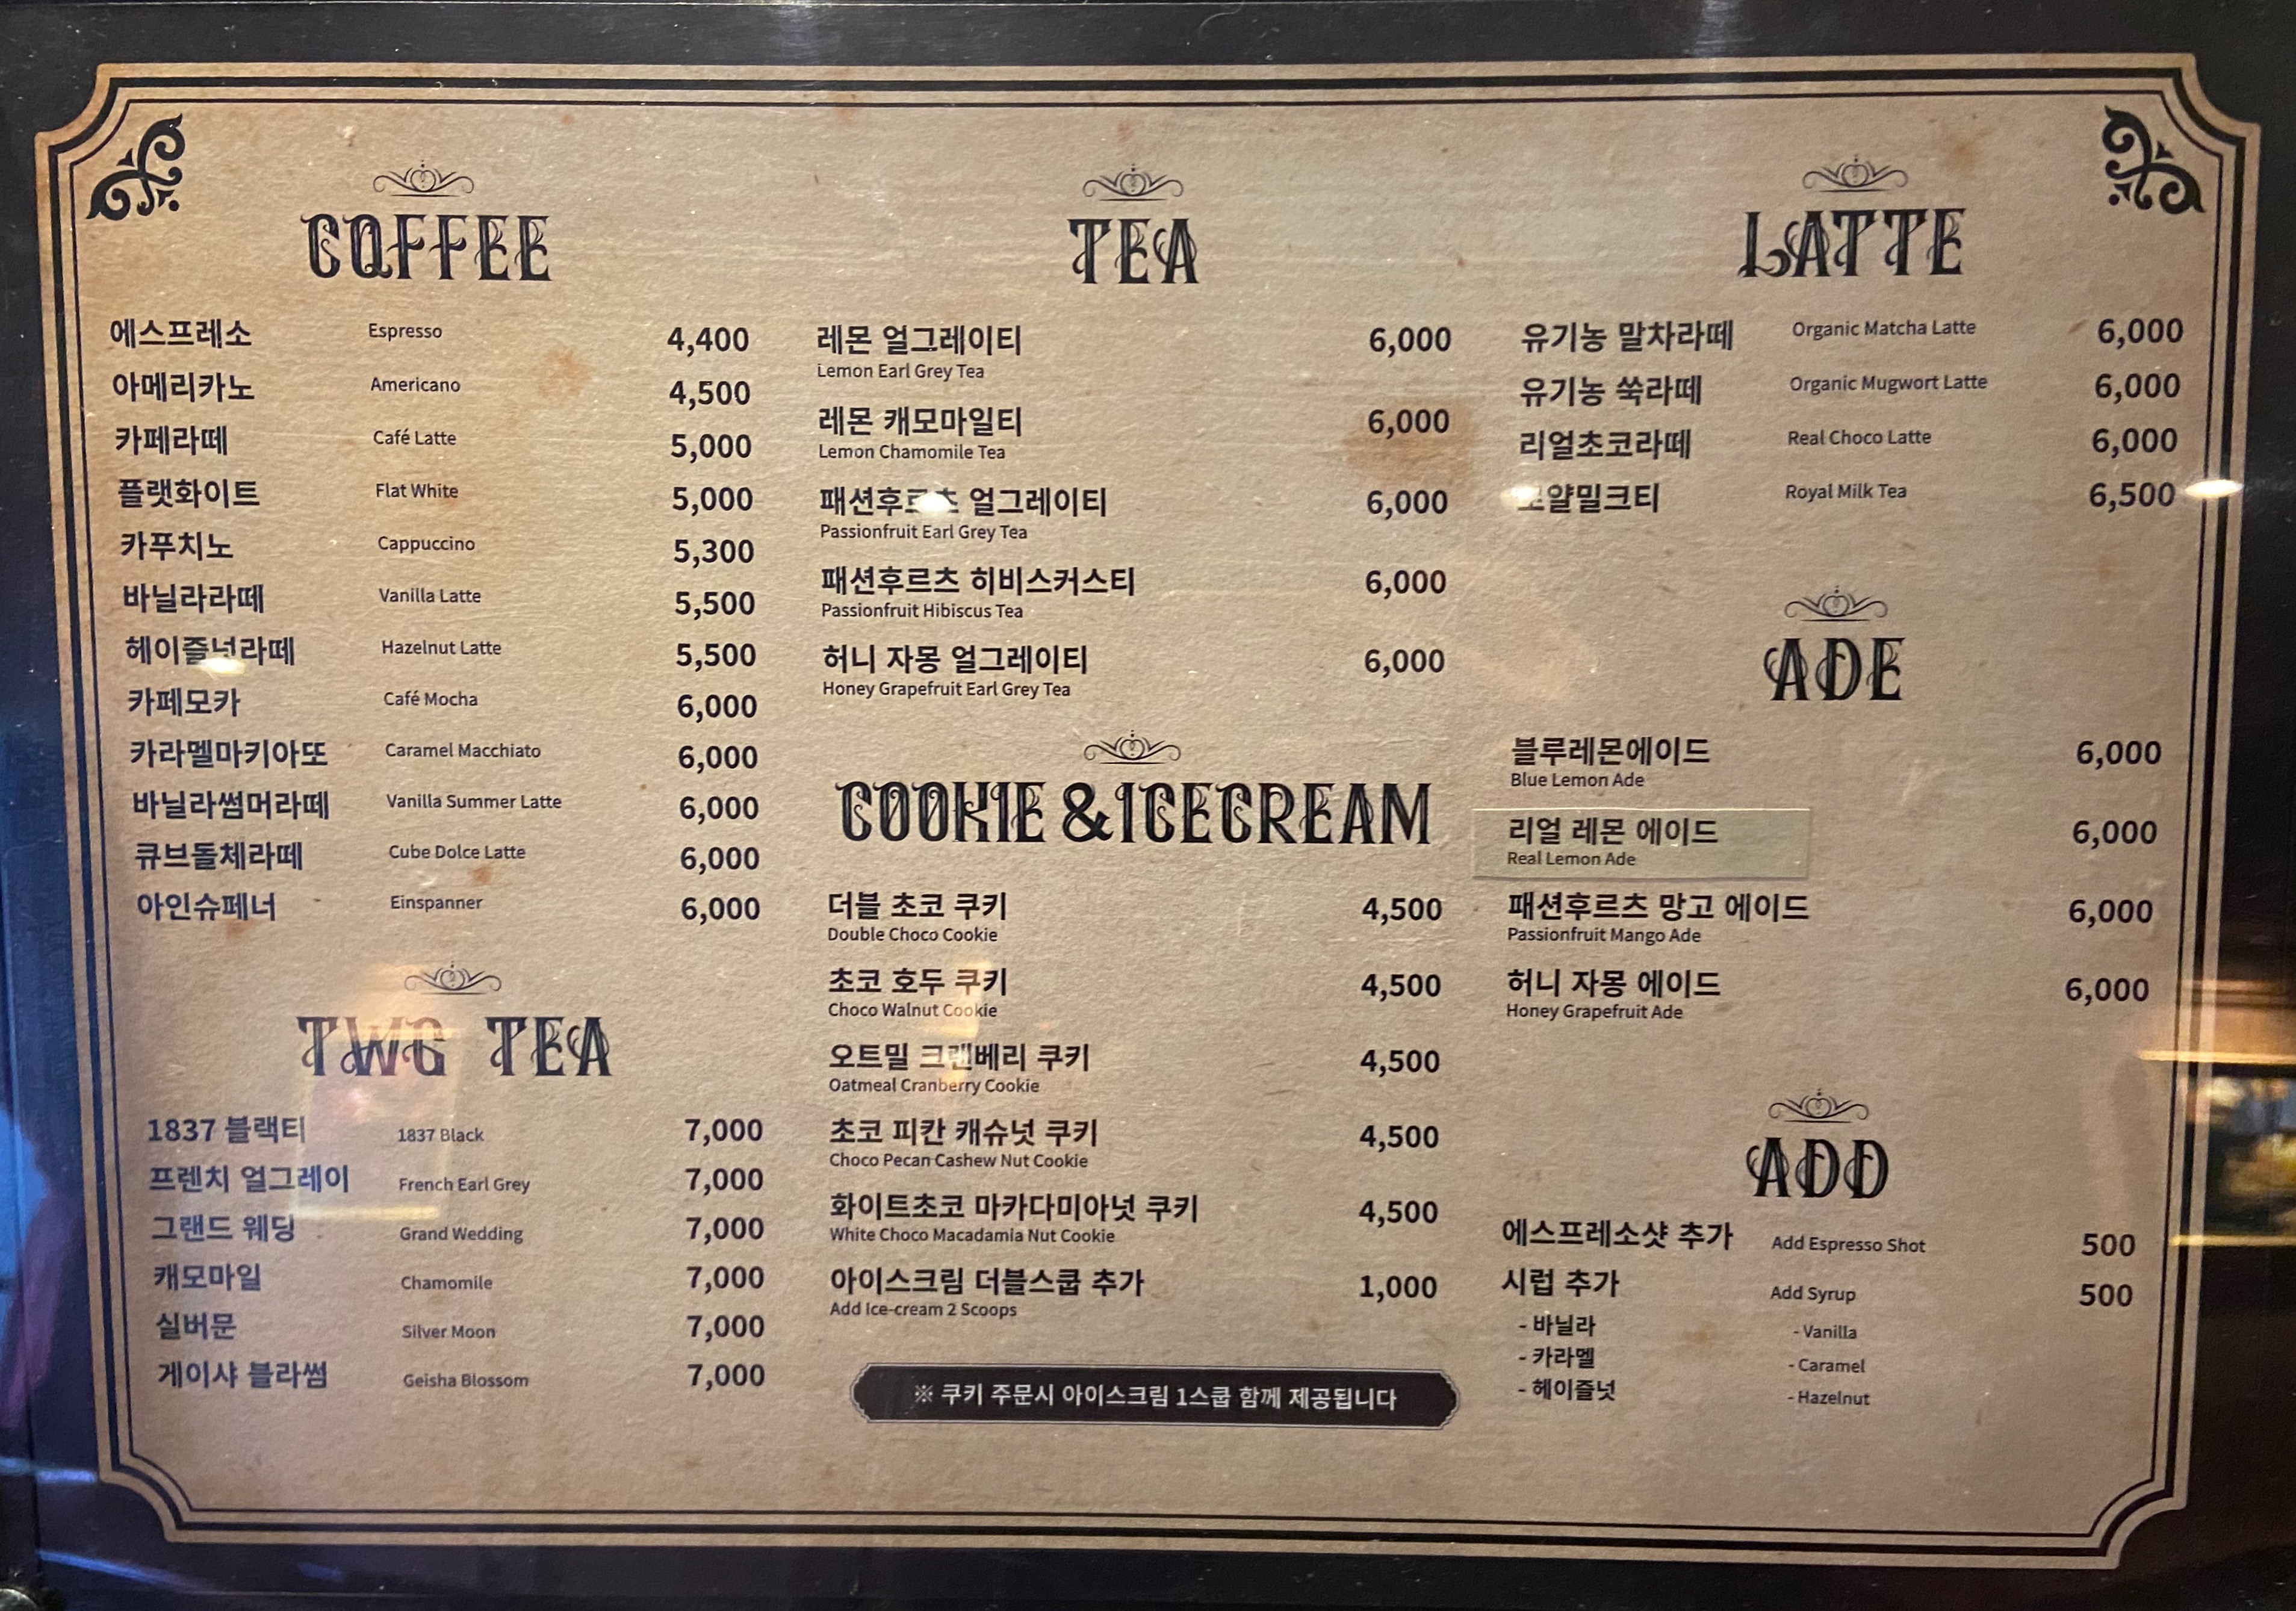 COFFEE
에스프레소 Espresso 4,400
아메리카노 Americano 4,500
카페라떼 Café Latte 5,000
플랫화이트 Flat White 5,000
카푸치노 Cappuccino 5,300
바닐라라떼 Vanilla Latte 5,500
헤이즐넛라떼 Hazelnut Latte 5,500
카페모카 Café Mocha 6,000
카라멜마키아또 Caramel Macchiato 6,000
바닐라썸머라떼 Vanilla Summer Latte 6,000
큐브돌체라떼 Cube Dolce Latte 6,000
아인슈페너 Einspanner 6,000
TWG TEA
1837 블랙티 1837 Black 7,000
프렌치 얼그레이 French Earl Grey 7,000
그랜드 웨딩 Grand Wedding 7,000
캐모마일 Chamomile 7,000
실버문 Silver Moon 7,000
게이샤 블라썸 Geisha Blossom 7,000
TEA
레몬 얼그레이티 6,000
Lemon Earl Grey Tea
레몬 캐모마일티 6,000
Lemon Chamomile Tea
패션후르츠 얼그레이티 6,000
Passionfruit Earl Grey Tea
패션후르츠 히비스커스티 6,000
Passionfruit Hibiscus Tea
허니 자몽 얼그레이티 6,000
Honey Grapefruit Earl Grey Tea
COOKIE & ICECREAM
더블 초코 쿠키 4,500
Double Choco Cookie
초코 호두 쿠키 4,500
Choco Walnut Cookie
오트밀 크랜베리 쿠키 4,500
Oatmeal Cranberry Cookie
초코 피칸 캐슈넛 쿠키 4,500
Choco Pecan Cashew Nut Cookie
화이트초코 마카다미아넛 쿠키 4,500
White Choco Macadamia Nut Cookie
아이스크림 더블스쿱 추가 1,000
Add Ice-cream 2 Scoops
※ 쿠키 주문시 아이스크림 1스쿱 함께 제공됩니다
LATTE
유기농 말차라떼 Organic Matcha Latte 6,000
유기농 쑥라떼 Organic Mugwort Latte 6,000
리얼초코라떼 Real Choco Latte 6,000
로얄밀크티 Royal Milk Tea 6,500
ADE
블루레몬에이드 6,000
Blue Lemon Ade
리얼 레몬 에이드 6,000
Real Lemon Ade
패션후르츠 망고 에이드 6,000
Passionfruit Mango Ade
허니 자몽 에이드 6,000
Honey Grapefruit Ade
ADD
에스프레소샷 추가 Add Espresso Shot 500
시럽 추가 Add Syrup 500
- 바닐라 - Vanilla
- 카라멜 - Caramel
- 헤이즐넛 - Hazelnut